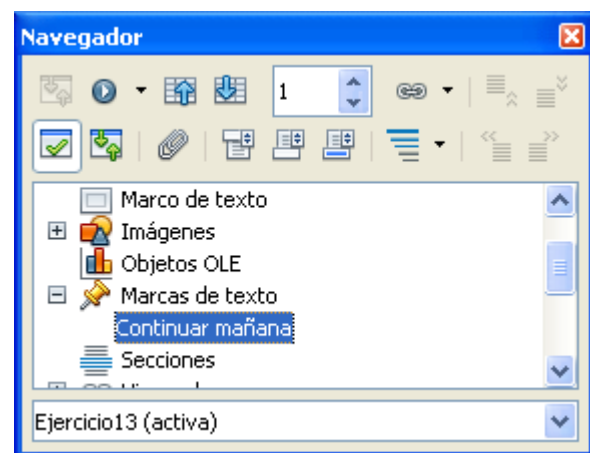 Navegador
1
Marco de texto
Imágenes
Objetos OLE
Marcas de texto
Continuar mañana
Secciones
Ejercicio13 (activa)